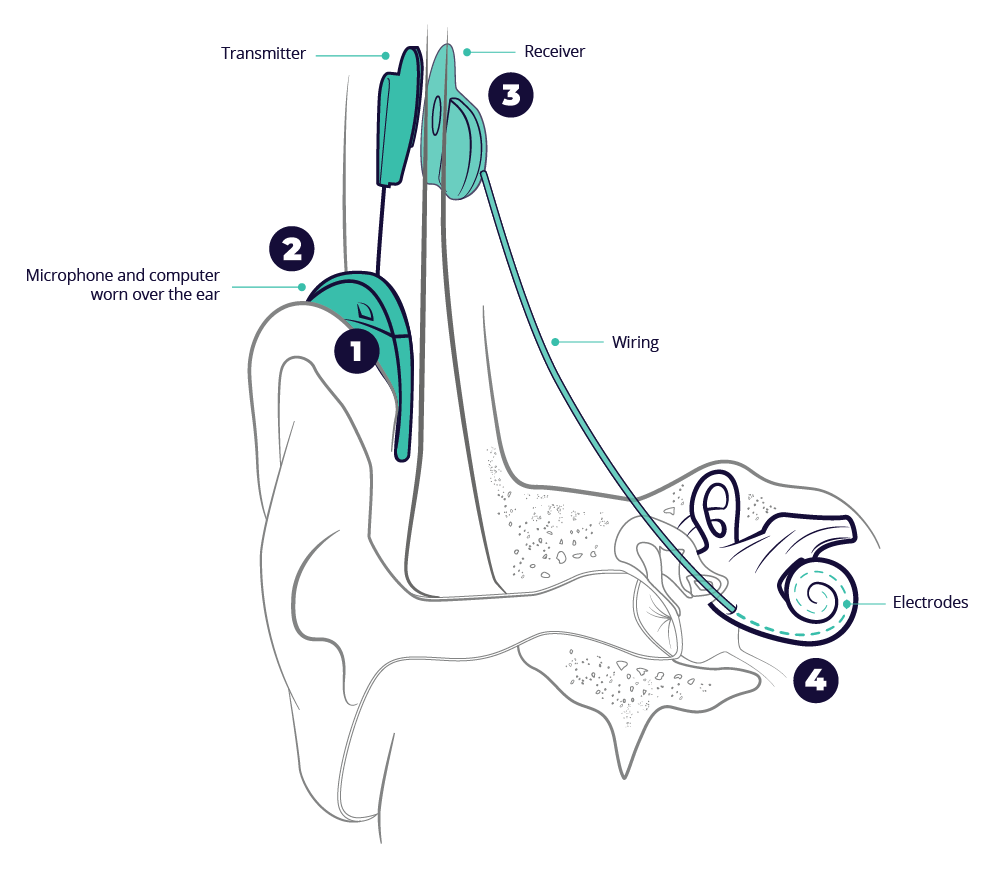 Transmitter
Receiver
3
2
Microphone and computer
worn over the ear
1
Wiring
Electrodes
4